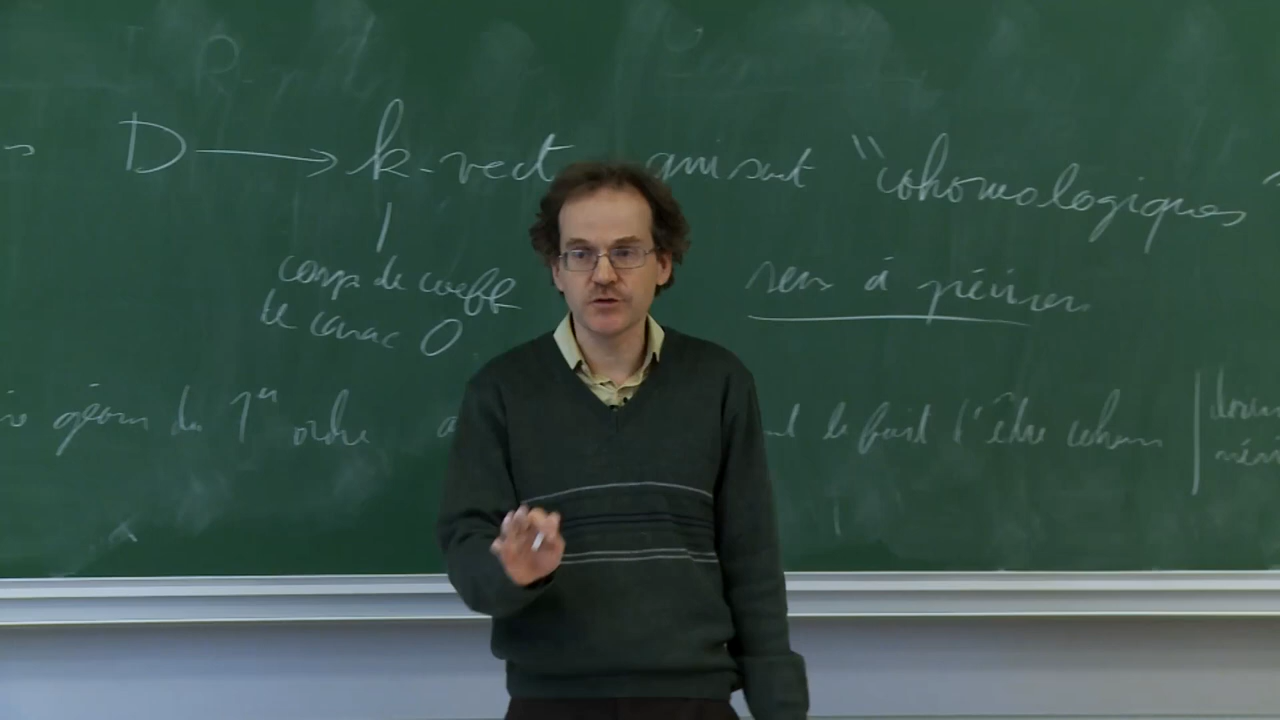 D → k-vect qui sont "cohomologiques
corps de coeff
de carac 0
sens à préciser
géom du 1er ordre le fait d'être cohom